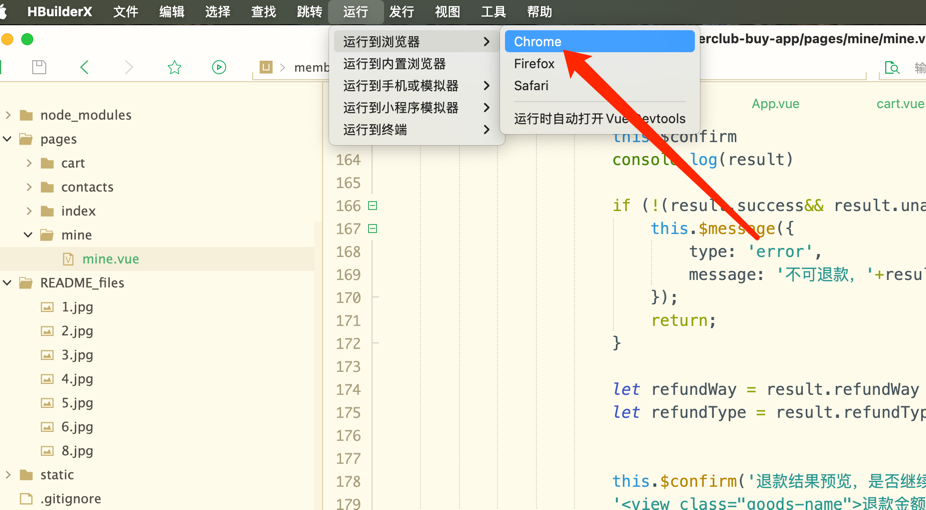 HBuilderX 文件 编辑 选择 查找 跳转 运行 发行 视图 工具 帮助
erclub-buy-app/pages/mine/mine.v
U memb
输
运行到浏览器
运行到内置浏览器
运行到手机或模拟器
运行到小程序模拟器
运行到终端
Chrome
Firefox
Safari
运行时自动打开Vue Devtools
App.vue cart.vue
node_modules
pages
cart
contacts
index
mine
mine.vue
README_files
1.jpg
2.jpg
3.jpg
4.jpg
5.jpg
6.jpg
8.jpg
static
.gitignore
this.$confirm
164 console.log(result)
165
166 if (!(result.success&& result.una
167 this.$message({
168 type: 'error',
169 message: '不可退款，'+resul
170 });
171 return;
172 }
173
174 let refundWay = result.refundWay
175 let refundType = result.refundTyp
176
177
178 this.$confirm('退款结果预览，是否继续
179 '<view class="goods-name">退款金额